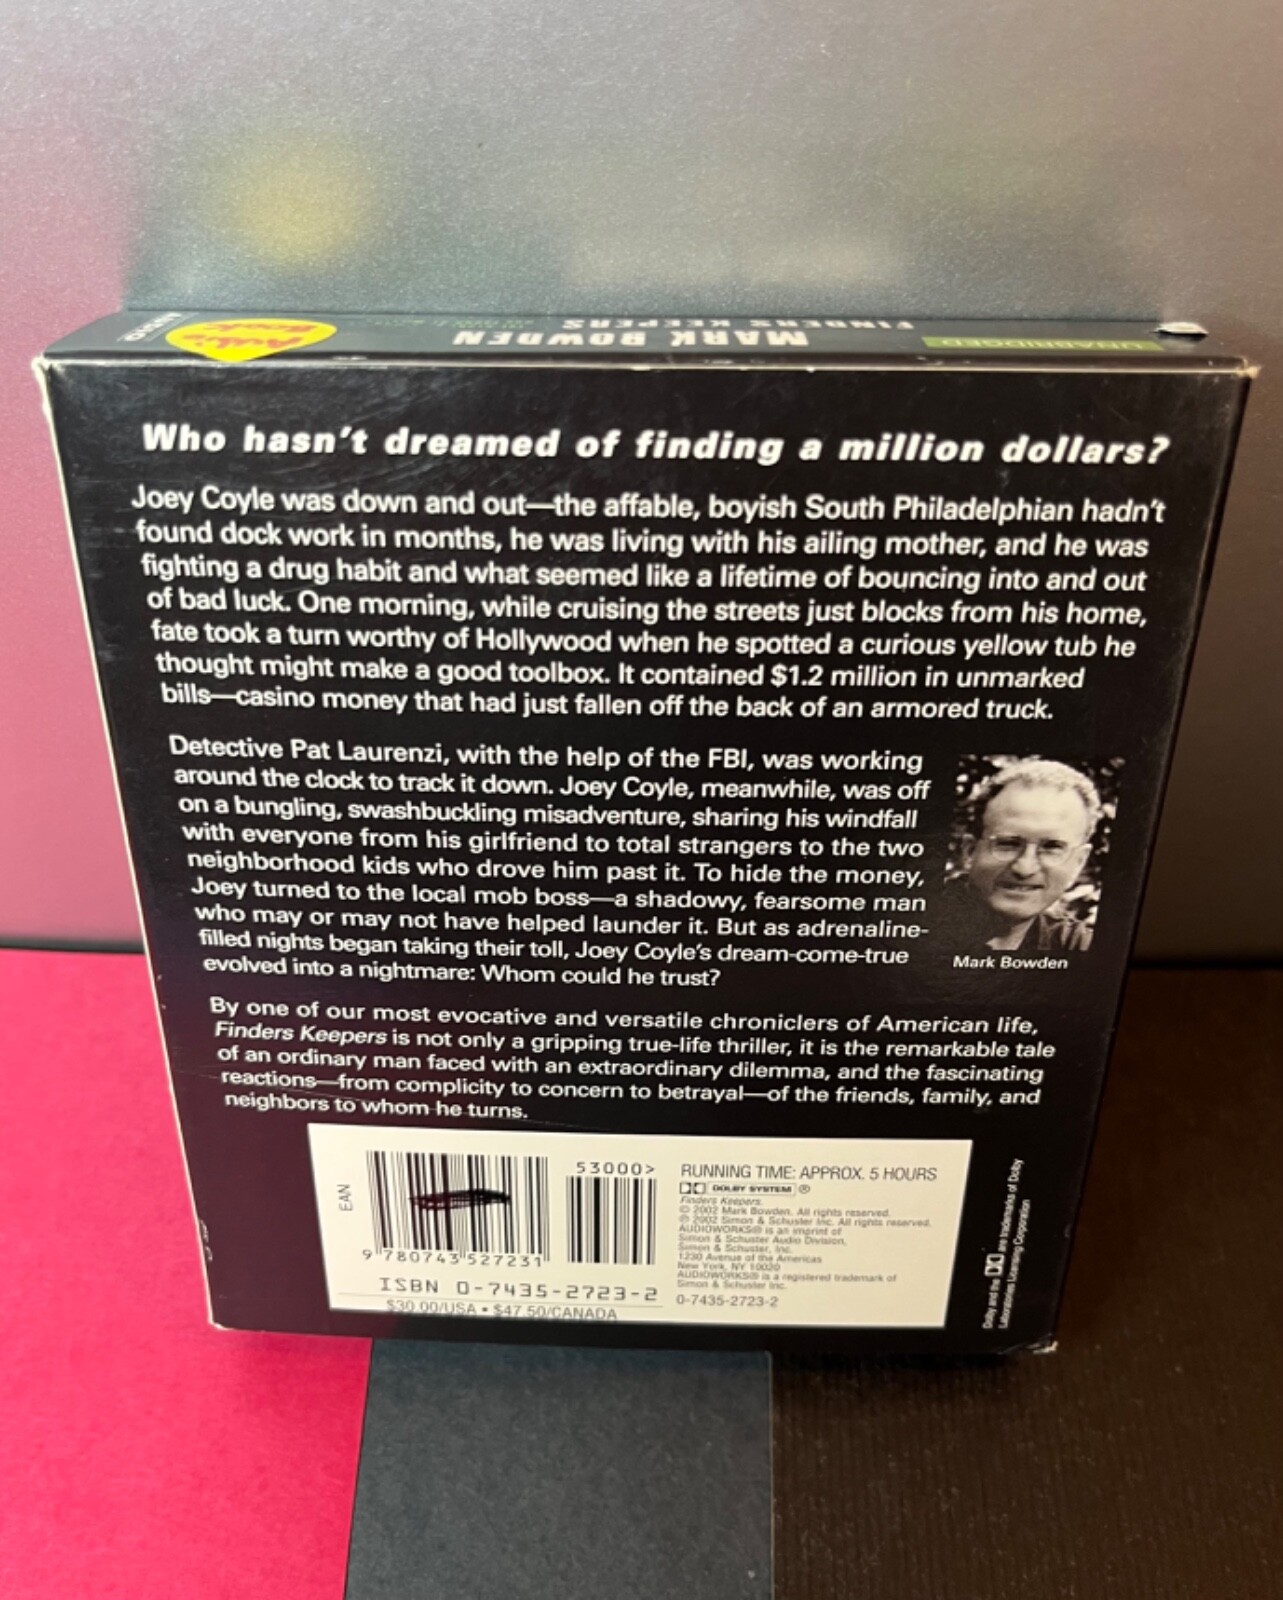 AUDIO
Audio
Book
MARK BOWDEN
FINDERS KEEPERS
UNABRIDGED
Who hasn't dreamed of finding a million dollars?
Joey Coyle was down and out—the affable, boyish South Philadelphian hadn't
found dock work in months, he was living with his ailing mother, and he was
fighting a drug habit and what seemed like a lifetime of bouncing into and out
of bad luck. One morning, while cruising the streets just blocks from his home,
fate took a turn worthy of Hollywood when he spotted a curious yellow tub he
thought might make a good toolbox. It contained $1.2 million in unmarked
bills—casino money that had just fallen off the back of an armored truck.
Detective Pat Laurenzi, with the help of the FBI, was working
around the clock to track it down. Joey Coyle, meanwhile, was off
on a bungling, swashbuckling misadventure, sharing his windfall
with everyone from his girlfriend to total strangers to the two
neighborhood kids who drove him past it. To hide the money,
Joey turned to the local mob boss—a shadowy, fearsome man
who may or may not have helped launder it. But as adrenaline-
filled nights began taking their toll, Joey Coyle's dream-come-true
evolved into a nightmare: Whom could he trust?
Mark Bowden
By one of our most evocative and versatile chroniclers of American life,
Finders Keepers is not only a gripping true-life thriller, it is the remarkable tale
of an ordinary man faced with an extraordinary dilemma, and the fascinating
reactions—from complicity to concern to betrayal—of the friends, family, and
neighbors to whom he turns.
EAN
53000>
9 780743 527231
ISBN 0-7435-2723-2
$30.00/USA • $47.50/CANADA
RUNNING TIME: APPROX. 5 HOURS
DOLBY SYSTEM ®
Finders Keepers.
© 2002 Mark Bowden. All rights reserved.
℗ 2002 Simon & Schuster Inc. All rights reserved.
AUDIOWORKS® is an imprint of
Simon & Schuster Audio Division,
Simon & Schuster, Inc.
1230 Avenue of the Americas
New York, NY 10020
AUDIOWORKS® is a registered trademark of
Simon & Schuster Inc.
0-7435-2723-2
Dolby and the are trademarks of Dolby
Laboratories Licensing Corporation